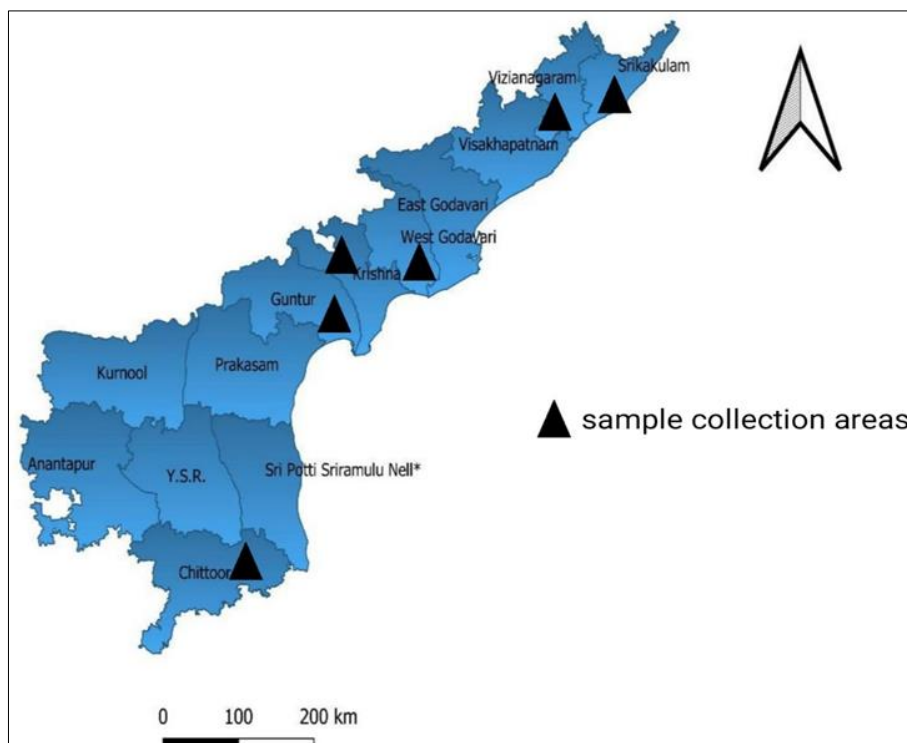 Srikakulam
Vizianagaram
Visakhapatnam
East Godavari
West Godavari
Krishna
Guntur
Prakasam
Kurnool
Anantapur
Y.S.R.
Sri Potti Sriramulu Nell*
Chittoor
sample collection areas
0 100 200 km